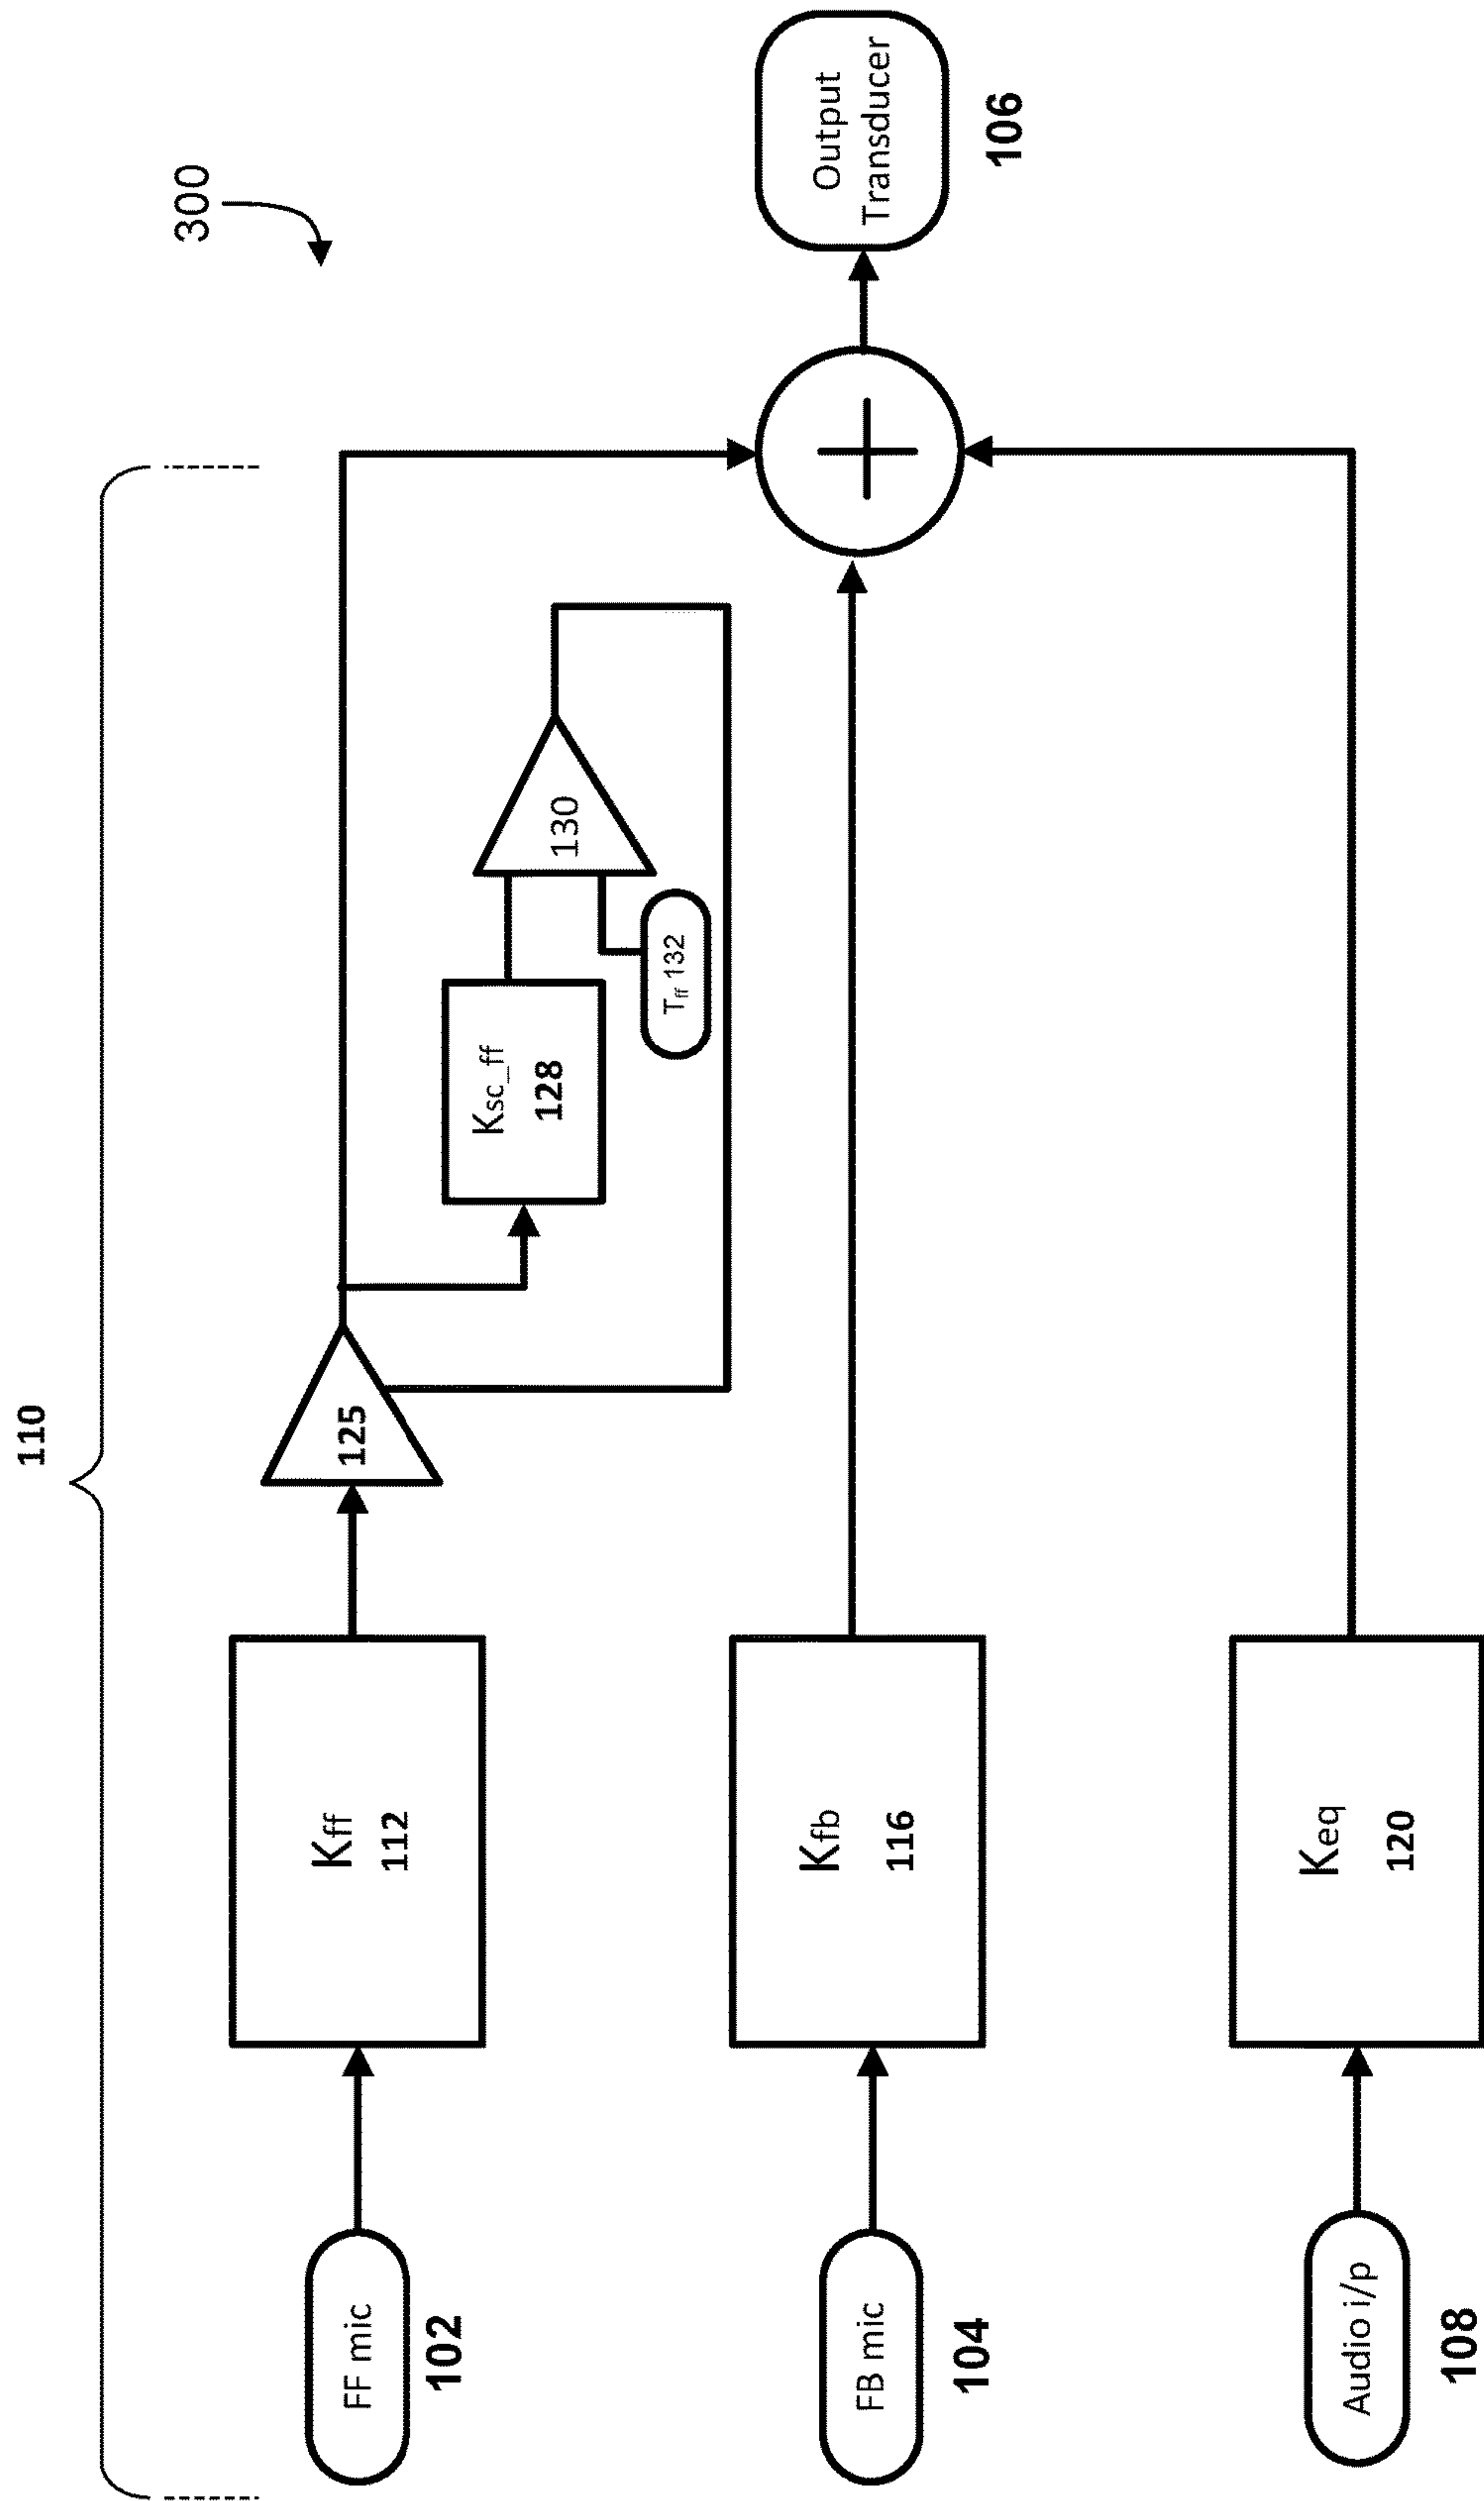 110
300
FF mic
102
Kff
112
125
Ksc_ff
128
Tff 132
130
FB mic
104
Kfb
116
Output
Transducer
106
Audio i/p
108
Keq
120